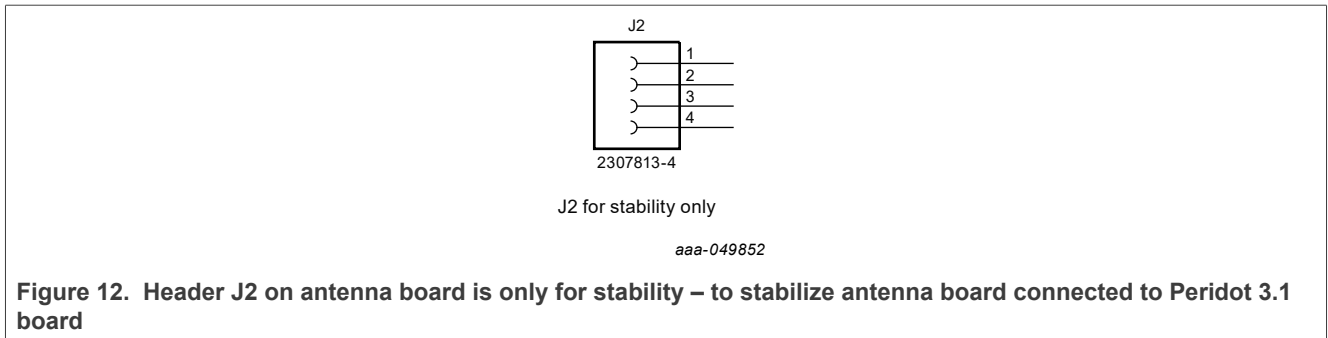 J2
1
2
3
4
2307813-4
J2 for stability only
aaa-049852
Figure 12. Header J2 on antenna board is only for stability – to stabilize antenna board connected to Peridot 3.1
board